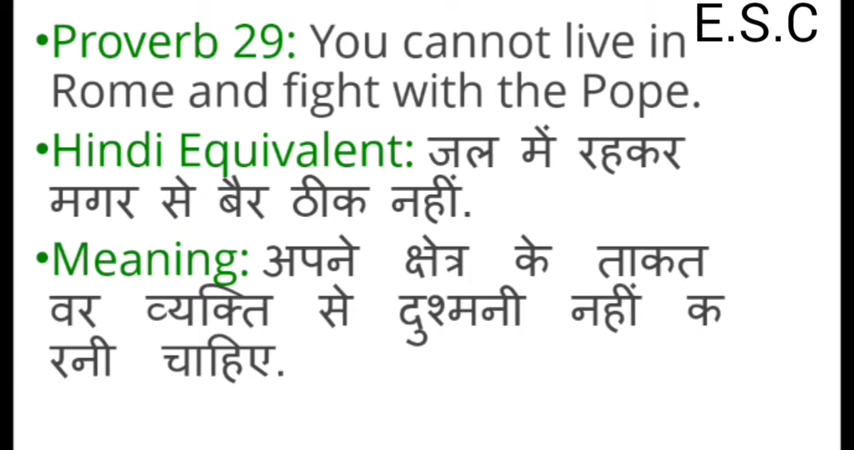 •Proverb 29: You cannot live in E.S.C
Rome and fight with the Pope.
•Hindi Equivalent: जल में रहकर
मगर से बैर ठीक नहीं.
•Meaning: अपने क्षेत्र के ताकत
वर व्यक्ति से दुश्मनी नहीं क
रनी चाहिए.